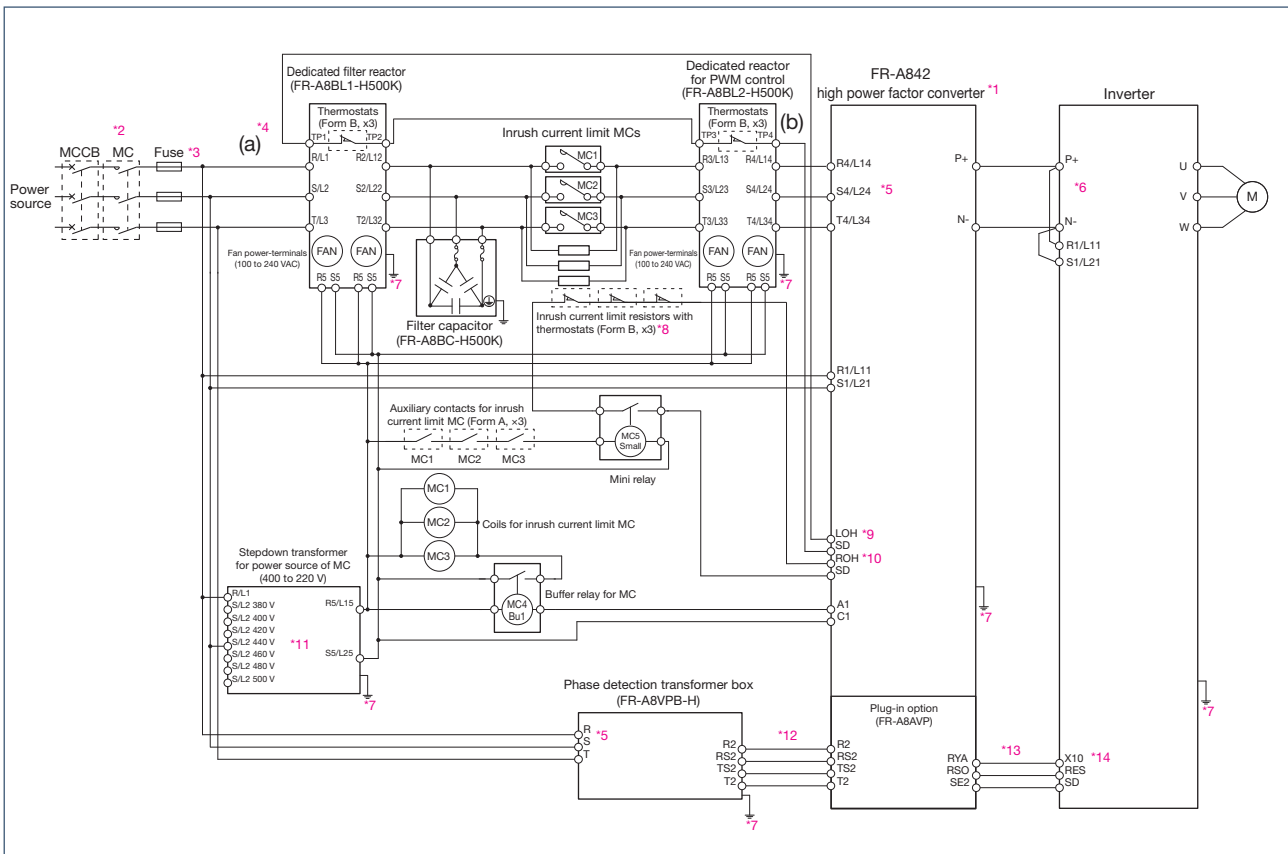 Dedicated filter reactor
(FR-A8BL1-H500K)
Dedicated reactor
for PWM control
(FR-A8BL2-H500K)
FR-A842
high power factor converter *1
Inverter
Thermostats
(Form B, x3)
TP1 TP2
Thermostats
(Form B, x3)
TP3 TP4
(a)
(b)
*4
*2
Inrush current limit MCs
MCCB MC Fuse *3
Power
source
R/L1 R2/L12
S/L2 S2/L22
T/L3 T2/L32
MC1
MC2
MC3
R3/L13 R4/L14
S3/L23 S4/L24
T3/L33 T4/L34
R4/L14
S4/L24 *5
T4/L34
P+
N-
P+
*6
N-
R1/L11
S1/L21
U
V
W
M
Fan power-terminals
(100 to 240 VAC)
FAN FAN
R5 S5 R5 S5
*7
Fan power-terminals
(100 to 240 VAC)
FAN FAN
R5 S5 R5 S5
*7
Filter capacitor
(FR-A8BC-H500K)
Inrush current limit resistors with
thermostats (Form B, x3) *8
R1/L11
S1/L21
Auxiliary contacts for inrush
current limit MC (Form A, ×3)
MC1 MC2 MC3
MC5
Small
Mini relay
MC1
MC2
MC3
Coils for inrush current limit MC
LOH *9
SD
ROH *10
SD
Stepdown transformer
for power source of MC
(400 to 220 V)
R/L1
S/L2 380 V
S/L2 400 V
S/L2 420 V
S/L2 440 V
S/L2 460 V
S/L2 480 V
S/L2 500 V
*11
R5/L15
S5/L25
*7
MC4
Bu1
Buffer relay for MC
A1
C1
*7
*7
Phase detection transformer box
(FR-A8VPB-H)
R
S
T
*5
R2
RS2
TS2
T2
*7
*12
Plug-in option
(FR-A8AVP)
R2
RS2
TS2
T2
RYA
RSO
SE2
*13
X10 *14
RES
SD